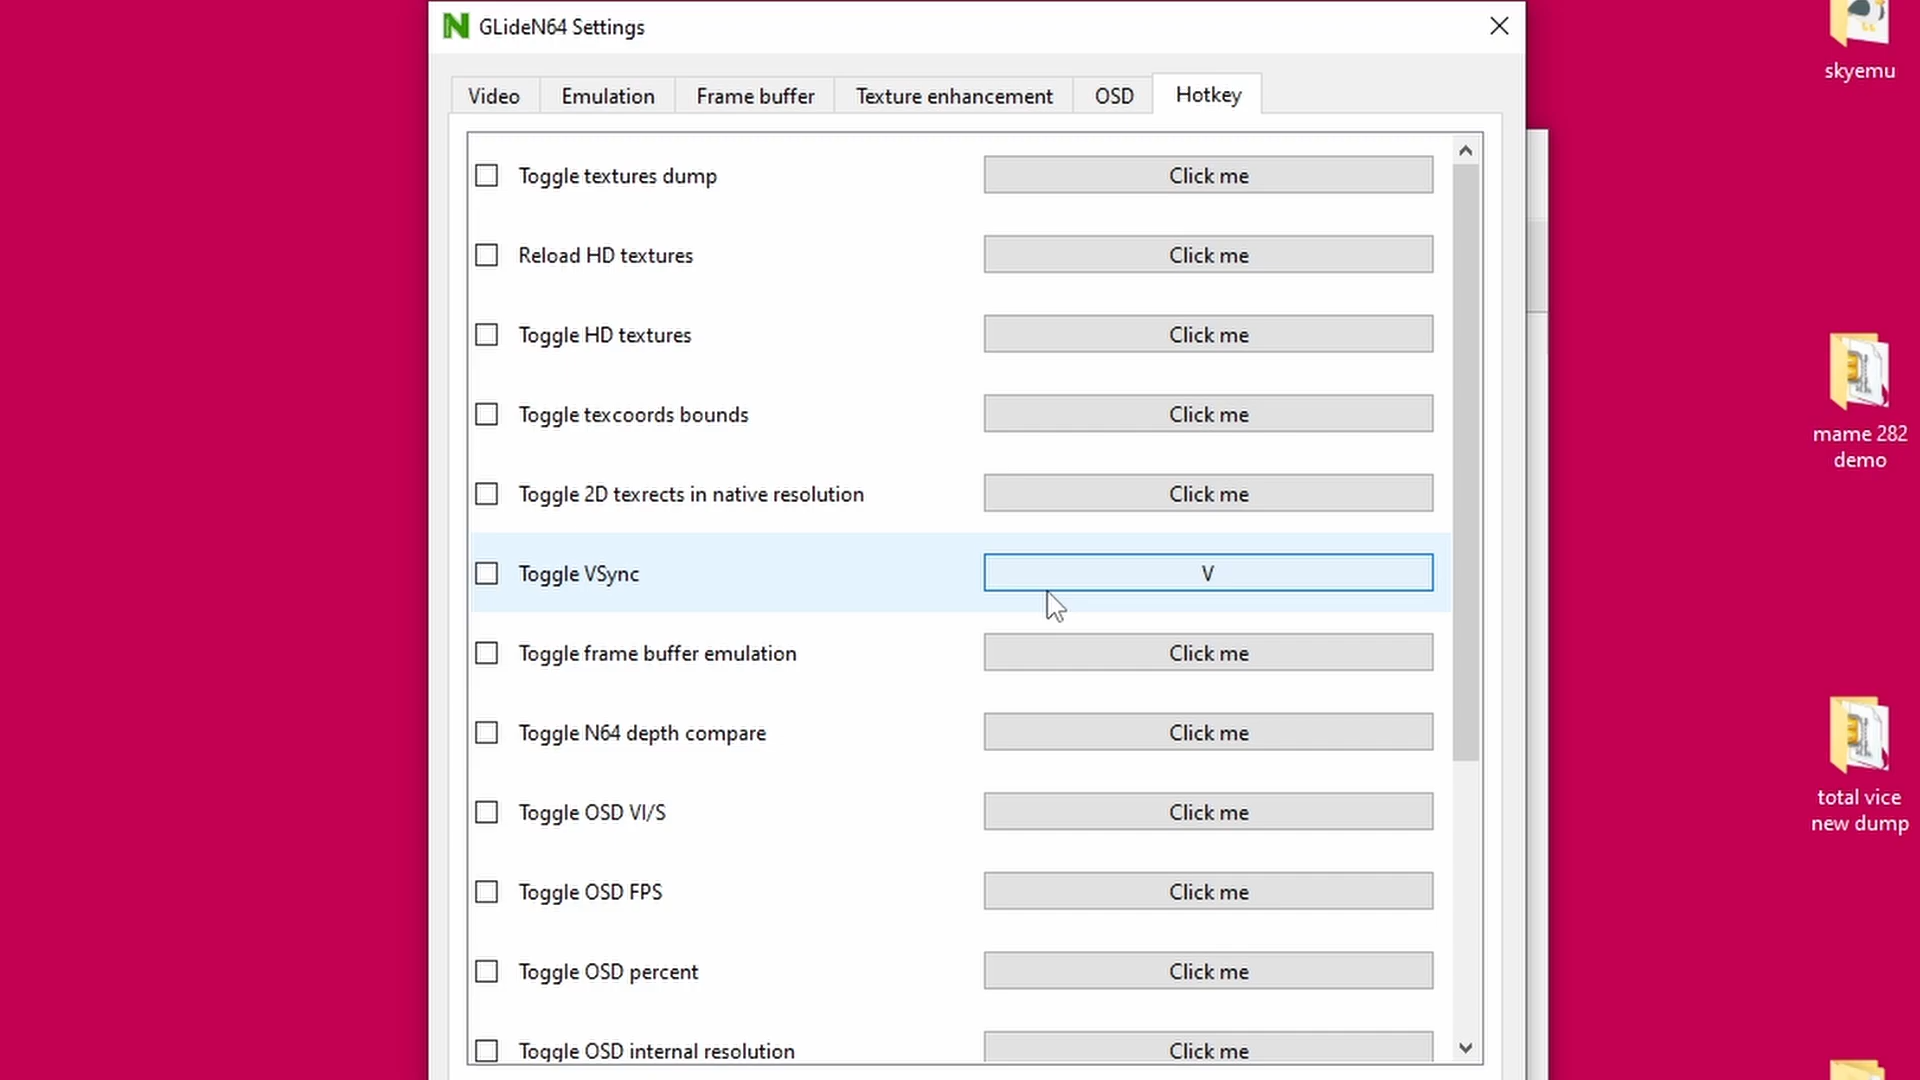 GLideN64 Settings
Video
Emulation
Frame buffer
Texture enhancement
OSD
Hotkey
Toggle textures dump
Click me
Reload HD textures
Click me
Toggle HD textures
Click me
Toggle texcoords bounds
Click me
Toggle 2D texrects in native resolution
Click me
Toggle VSync
V
Toggle frame buffer emulation
Click me
Toggle N64 depth compare
Click me
Toggle OSD VI/S
Click me
Toggle OSD FPS
Click me
Toggle OSD percent
Click me
Toggle OSD internal resolution
Click me
skyemu
mame 282
demo
total vice
new dump